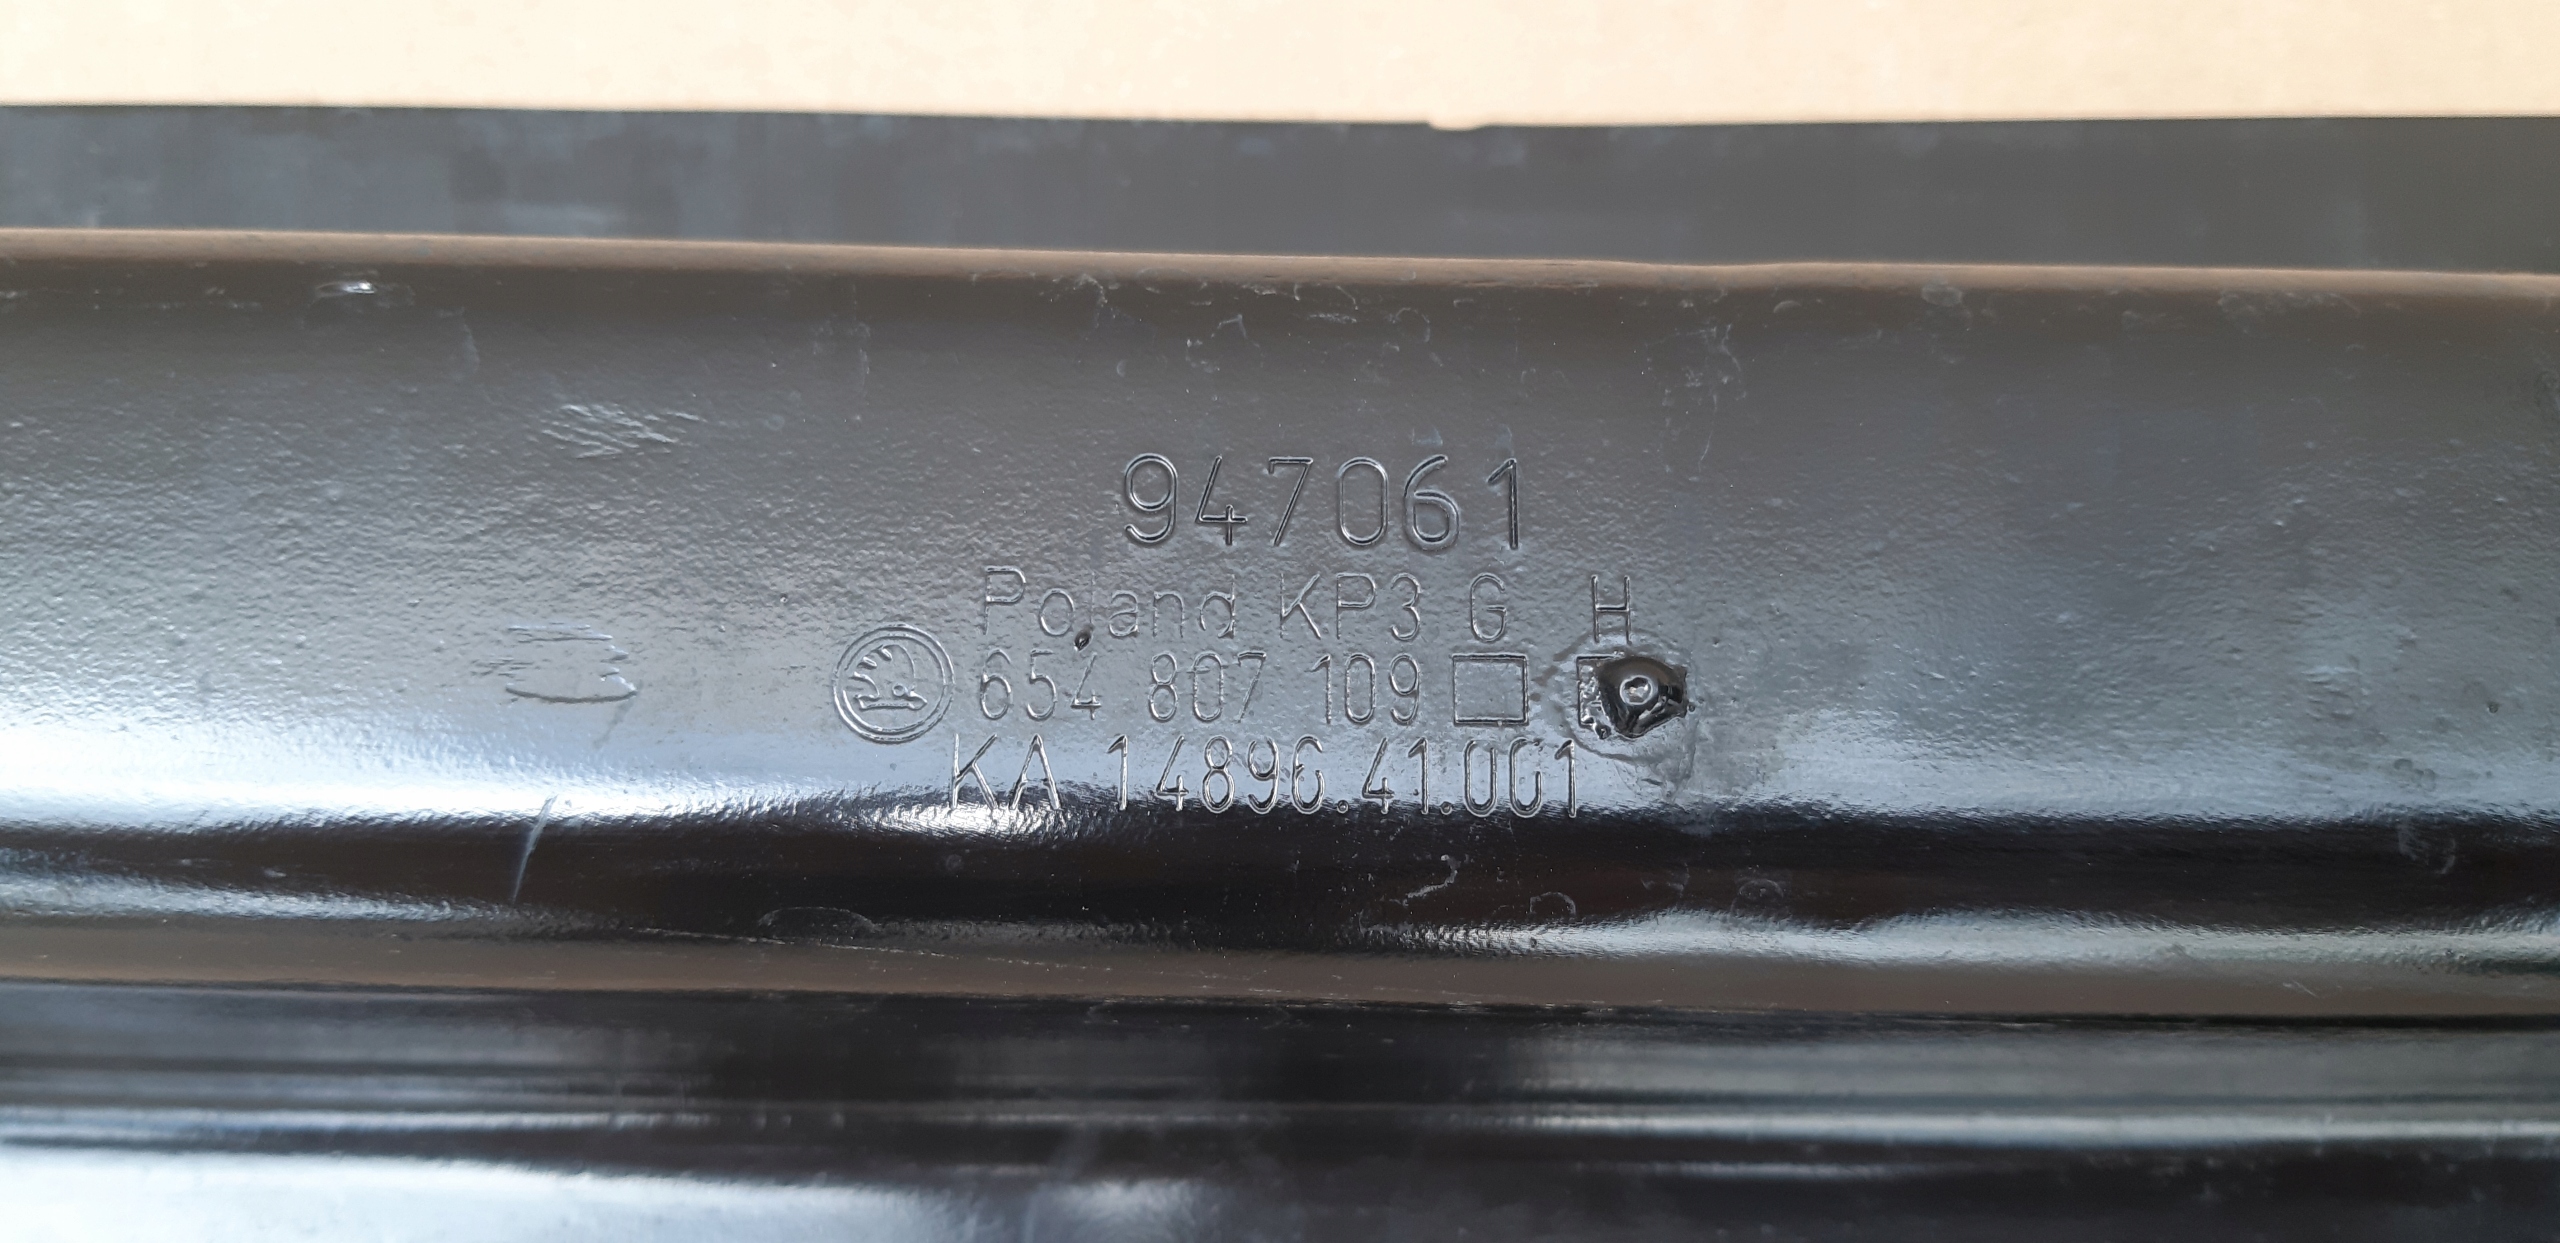 947061
Poland KP3 G H
654 807 109
KA 14896.41.001